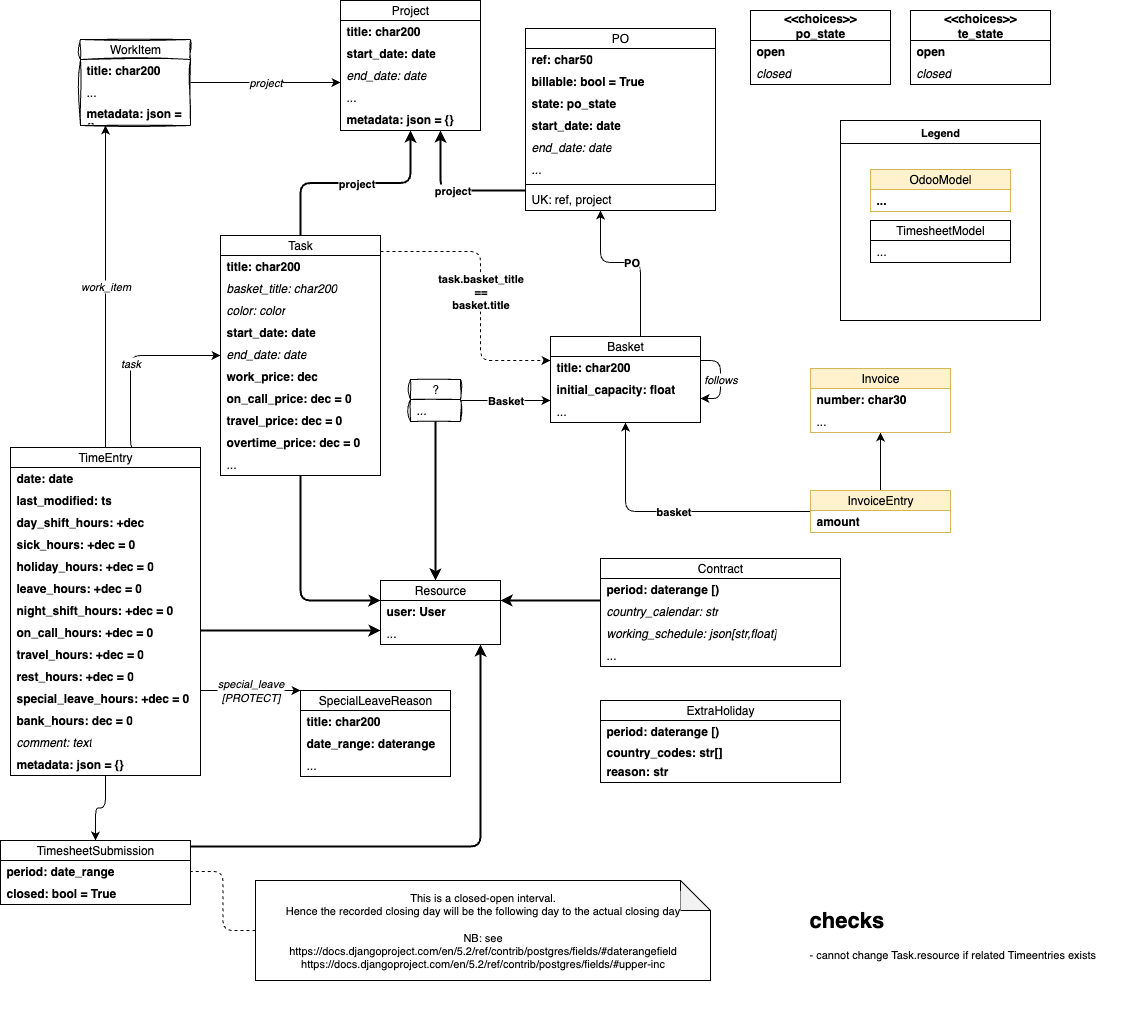 Project
title: char200
start_date: date
end_date: date
...
metadata: json = {}
WorkItem
title: char200
...
metadata: json =
project
PO
ref: char50
billable: bool = True
state: po_state
start_date: date
end_date: date
...
UK: ref, project
<<choices>>
po_state
open
closed
<<choices>>
te_state
open
closed
Legend
OdooModel
...
TimesheetModel
...
project
project
Task
title: char200
basket_title: char200
color: color
start_date: date
end_date: date
work_price: dec
on_call_price: dec = 0
travel_price: dec = 0
overtime_price: dec = 0
...
task.basket_title
==
basket.title
PO
work_item
task
Basket
title: char200
initial_capacity: float
...
follows
?
...
Basket
Invoice
number: char30
...
InvoiceEntry
amount
basket
TimeEntry
date: date
last_modified: ts
day_shift_hours: +dec
sick_hours: +dec = 0
holiday_hours: +dec = 0
leave_hours: +dec = 0
night_shift_hours: +dec = 0
on_call_hours: +dec = 0
travel_hours: +dec = 0
rest_hours: +dec = 0
special_leave_hours: +dec = 0
bank_hours: dec = 0
comment: text
metadata: json = {}
Resource
user: User
...
Contract
period: daterange [)
country_calendar: str
working_schedule: json[str,float]
...
special_leave
[PROTECT]
SpecialLeaveReason
title: char200
date_range: daterange
...
ExtraHoliday
period: daterange [)
country_codes: str[]
reason: str
TimesheetSubmission
period: date_range
closed: bool = True
This is a closed-open interval.
Hence the recorded closing day will be the following day to the actual closing day
NB: see
https://docs.djangoproject.com/en/5.2/ref/contrib/postgres/fields/#daterangefield
https://docs.djangoproject.com/en/5.2/ref/contrib/postgres/fields/#upper-inc
checks
- cannot change Task.resource if related Timeentries exists